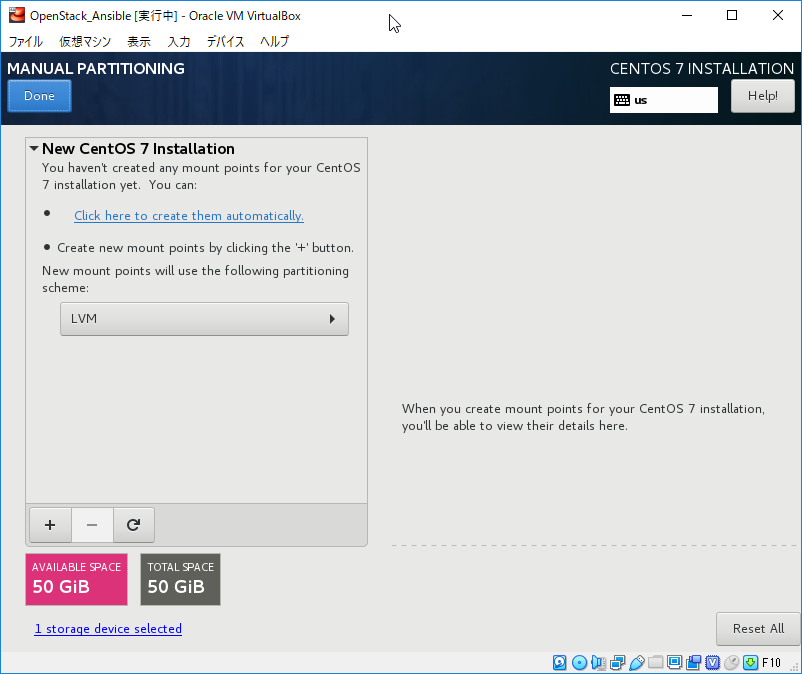 OpenStack_Ansible [実行中] - Oracle VM VirtualBox
ファイル 仮想マシン 表示 入力 デバイス ヘルプ
MANUAL PARTITIONING
CENTOS 7 INSTALLATION
Done
us
Help!
New CentOS 7 Installation
You haven't created any mount points for your CentOS
7 installation yet. You can:
• Click here to create them automatically.
• Create new mount points by clicking the '+' button.
New mount points will use the following partitioning
scheme:
LVM
When you create mount points for your CentOS 7 installation,
you'll be able to view their details here.
+ −
AVAILABLE SPACE
50 GiB
TOTAL SPACE
50 GiB
1 storage device selected
Reset All
F10